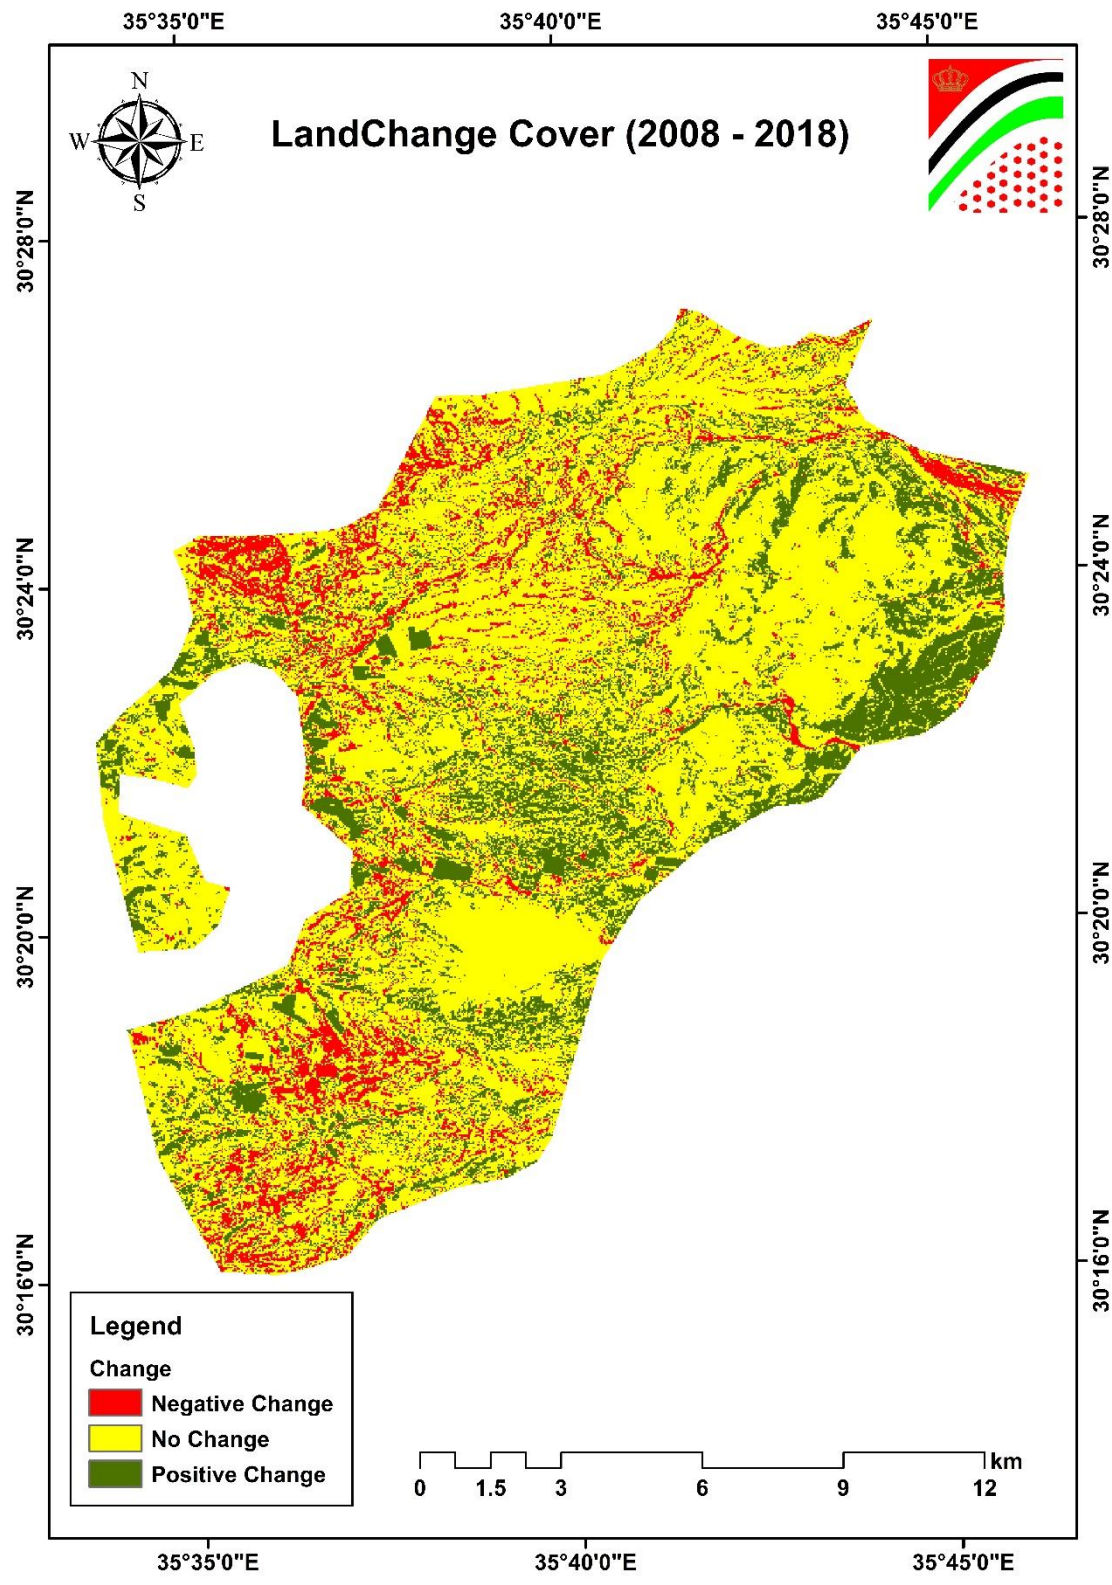 35°35'0"E 35°40'0"E 35°45'0"E
N
W E
S
LandChange Cover (2008 - 2018)
30°28'0"N 30°28'0"N
30°24'0"N 30°24'0"N
30°20'0"N 30°20'0"N
30°16'0"N 30°16'0"N
Legend
Change
Negative Change
No Change
Positive Change
km
0 1.5 3 6 9 12
35°35'0"E 35°40'0"E 35°45'0"E